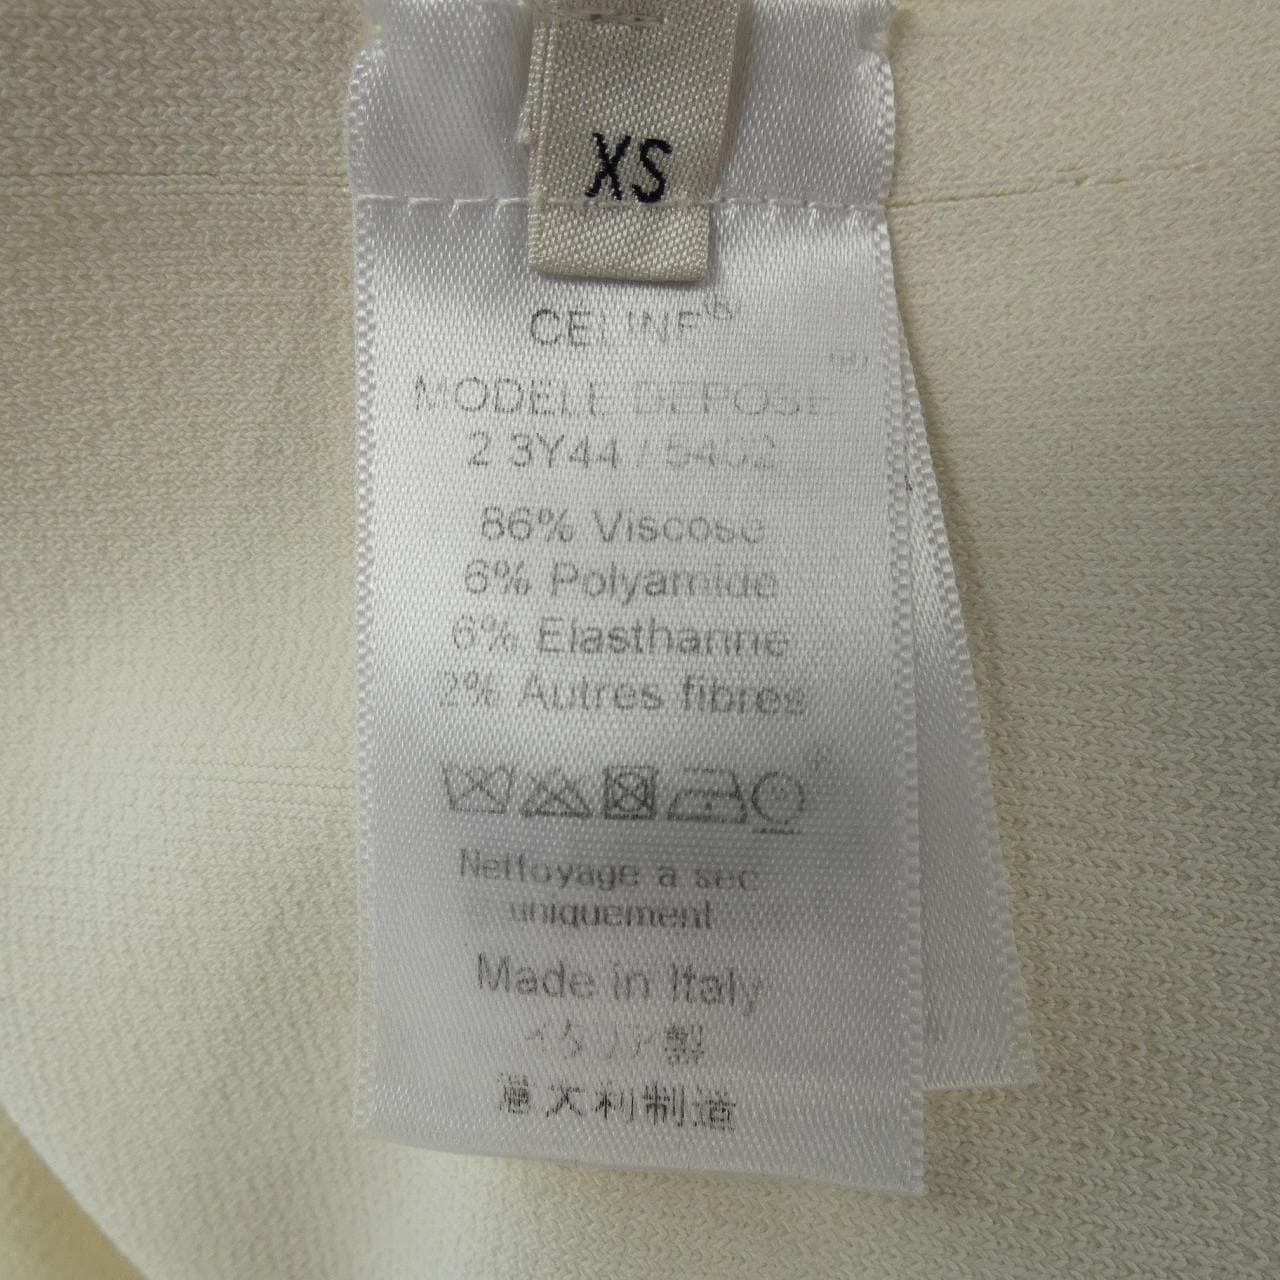 XS
CELINE
MODELE DEPOSE
2 3Y44 / 5402
86% Viscose
6% Polyamide
6% Elasthanne
2% Autres fibres
Nettoyage a sec
uniquement
Made in Italy
イタリア製
意大利制造